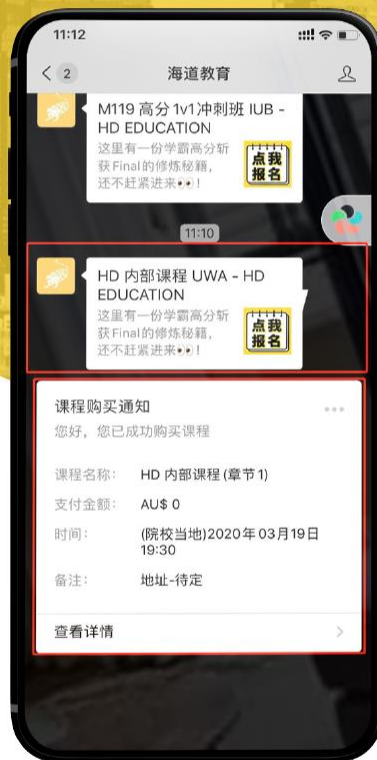 11:12
2
海道教育
M119 高分 1v1 冲刺班 IUB -
HD EDUCATION
这里有一份学霸高分斩
获Final的修炼秘籍,
还不赶紧进来👀!
点我
报名
11:10
HD 内部课程 UWA - HD
EDUCATION
这里有一份学霸高分斩
获Final的修炼秘籍,
还不赶紧进来👀!
点我
报名
课程购买通知
您好，您已成功购买课程
课程名称： HD 内部课程 (章节 1)
支付金额： AU$ 0
时间： (院校当地)2020 年 03月19日
19:30
备注： 地址-待定
查看详情